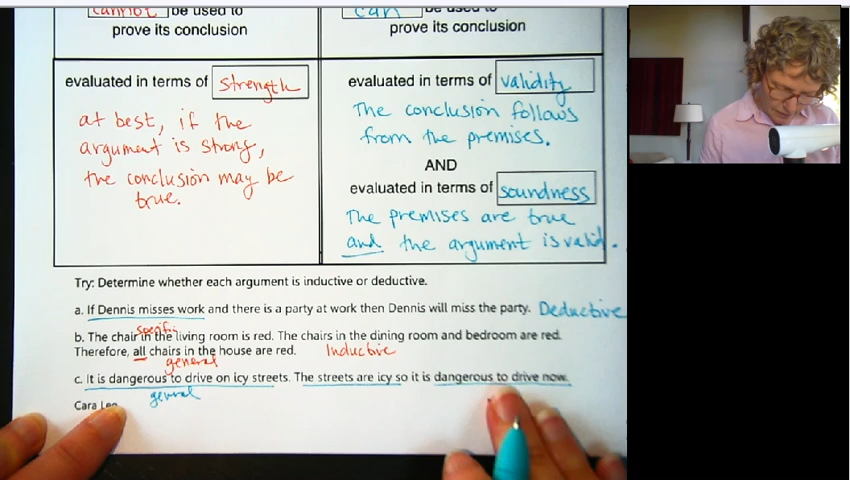 cannot be used to
can be used to
prove its conclusion
prove its conclusion
evaluated in terms of strength
at best, if the
argument is strong,
the conclusion may be
true.
evaluated in terms of validity
The conclusion follows
from the premises.
AND
evaluated in terms of soundness
The premises are true
and the argument is valid.
Try: Determine whether each argument is inductive or deductive.
a. If Dennis misses work and there is a party at work then Dennis will miss the party. Deductive
specific
b. The chair in the living room is red. The chairs in the dining room and bedroom are red.
Therefore, all chairs in the house are red. Inductive
general
c. It is dangerous to drive on icy streets. The streets are icy so it is dangerous to drive now.
general
Cara Lee